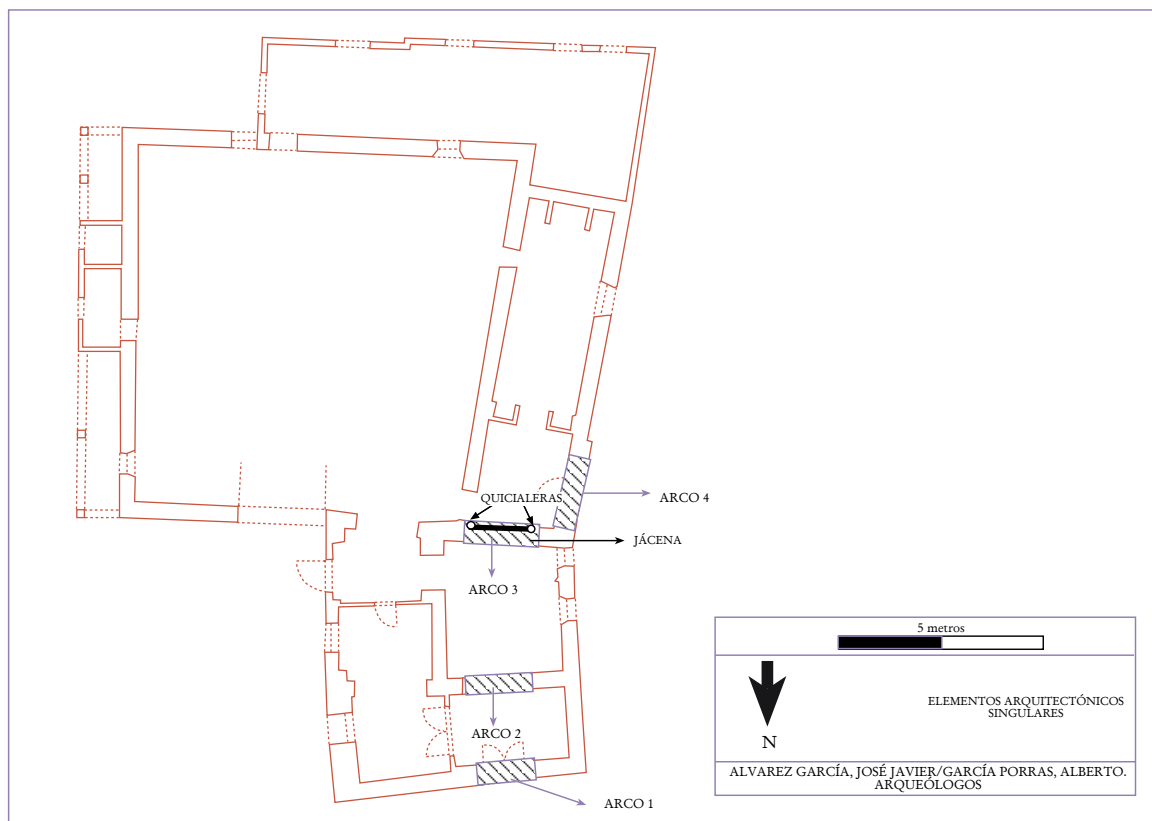 QUICIALERAS
ARCO 4
JÁCENA
ARCO 3
ARCO 2
ARCO 1
5 metros
ELEMENTOS ARQUITECTÓNICOS
SINGULARES
N
ALVAREZ GARCÍA, JOSÉ JAVIER/GARCÍA PORRAS, ALBERTO.
ARQUEÓLOGOS